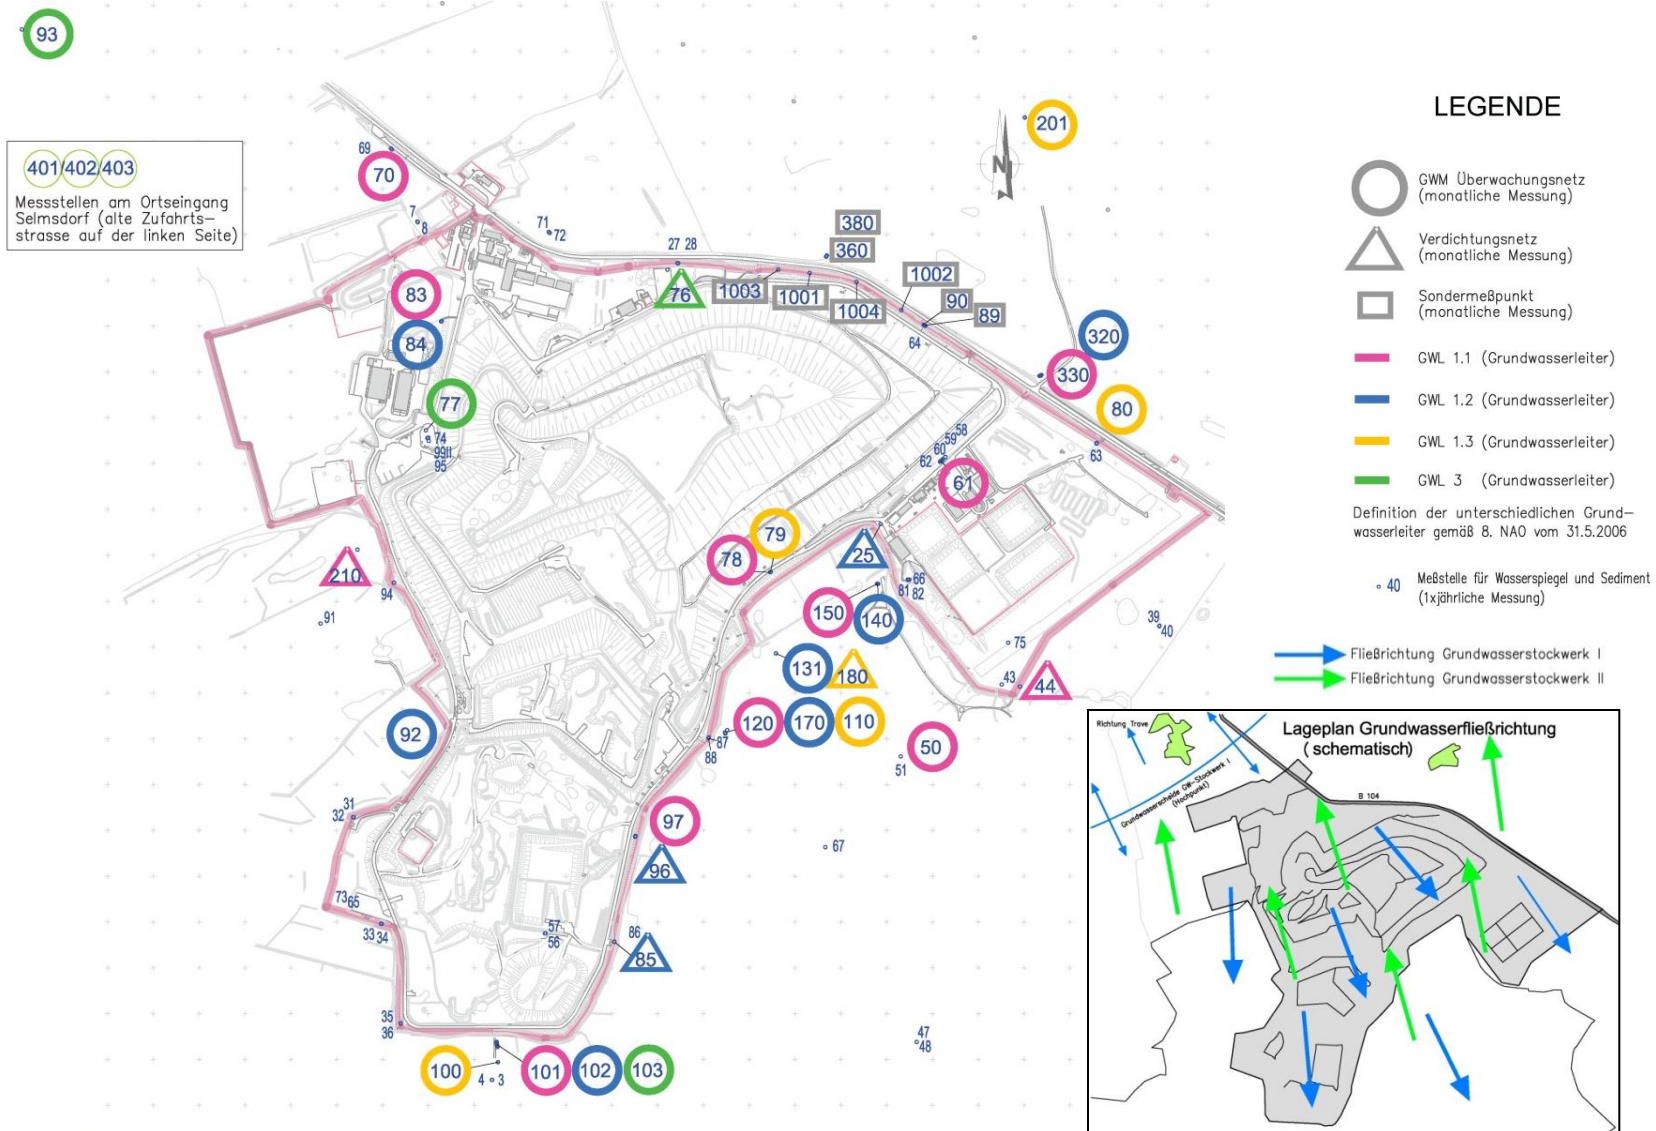 93
201
401/402/403
Messstellen am Ortseingang
Selmsdorf (alte Zufahrts-
strasse auf der linken Seite)
69
70
7
8
71
72
27 28
76
380
360
1003
1001
1002
1004
90
89
64
83
84
77
74
99II
95
320
330
80
63
58
59
60
62
61
79
78
25
66
81 82
150
140
210
94
91
75
39
40
43
44
131
180
120
170
110
87
88
50
51
92
31
32
97
96
67
73
65
33 34
57
56
86
85
35
36
47
48
100
101
102
103
4
3
N
LEGENDE
GWM Überwachungsnetz
(monatliche Messung)
Verdichtungsnetz
(monatliche Messung)
Sondermeßpunkt
(monatliche Messung)
GWL 1.1 (Grundwasserleiter)
GWL 1.2 (Grundwasserleiter)
GWL 1.3 (Grundwasserleiter)
GWL 3 (Grundwasserleiter)
Definition der unterschiedlichen Grund-
wasserleiter gemäß 8. NAO vom 31.5.2006
40 Meßstelle für Wasserspiegel und Sediment
(1xjährliche Messung)
Fließrichtung Grundwasserstockwerk I
Fließrichtung Grundwasserstockwerk II
Lageplan Grundwasserfließrichtung
( schematisch)
Richtung Trave
Grundwasserscheide GW-Stockwerk I
(Hochpunkt)
B 104